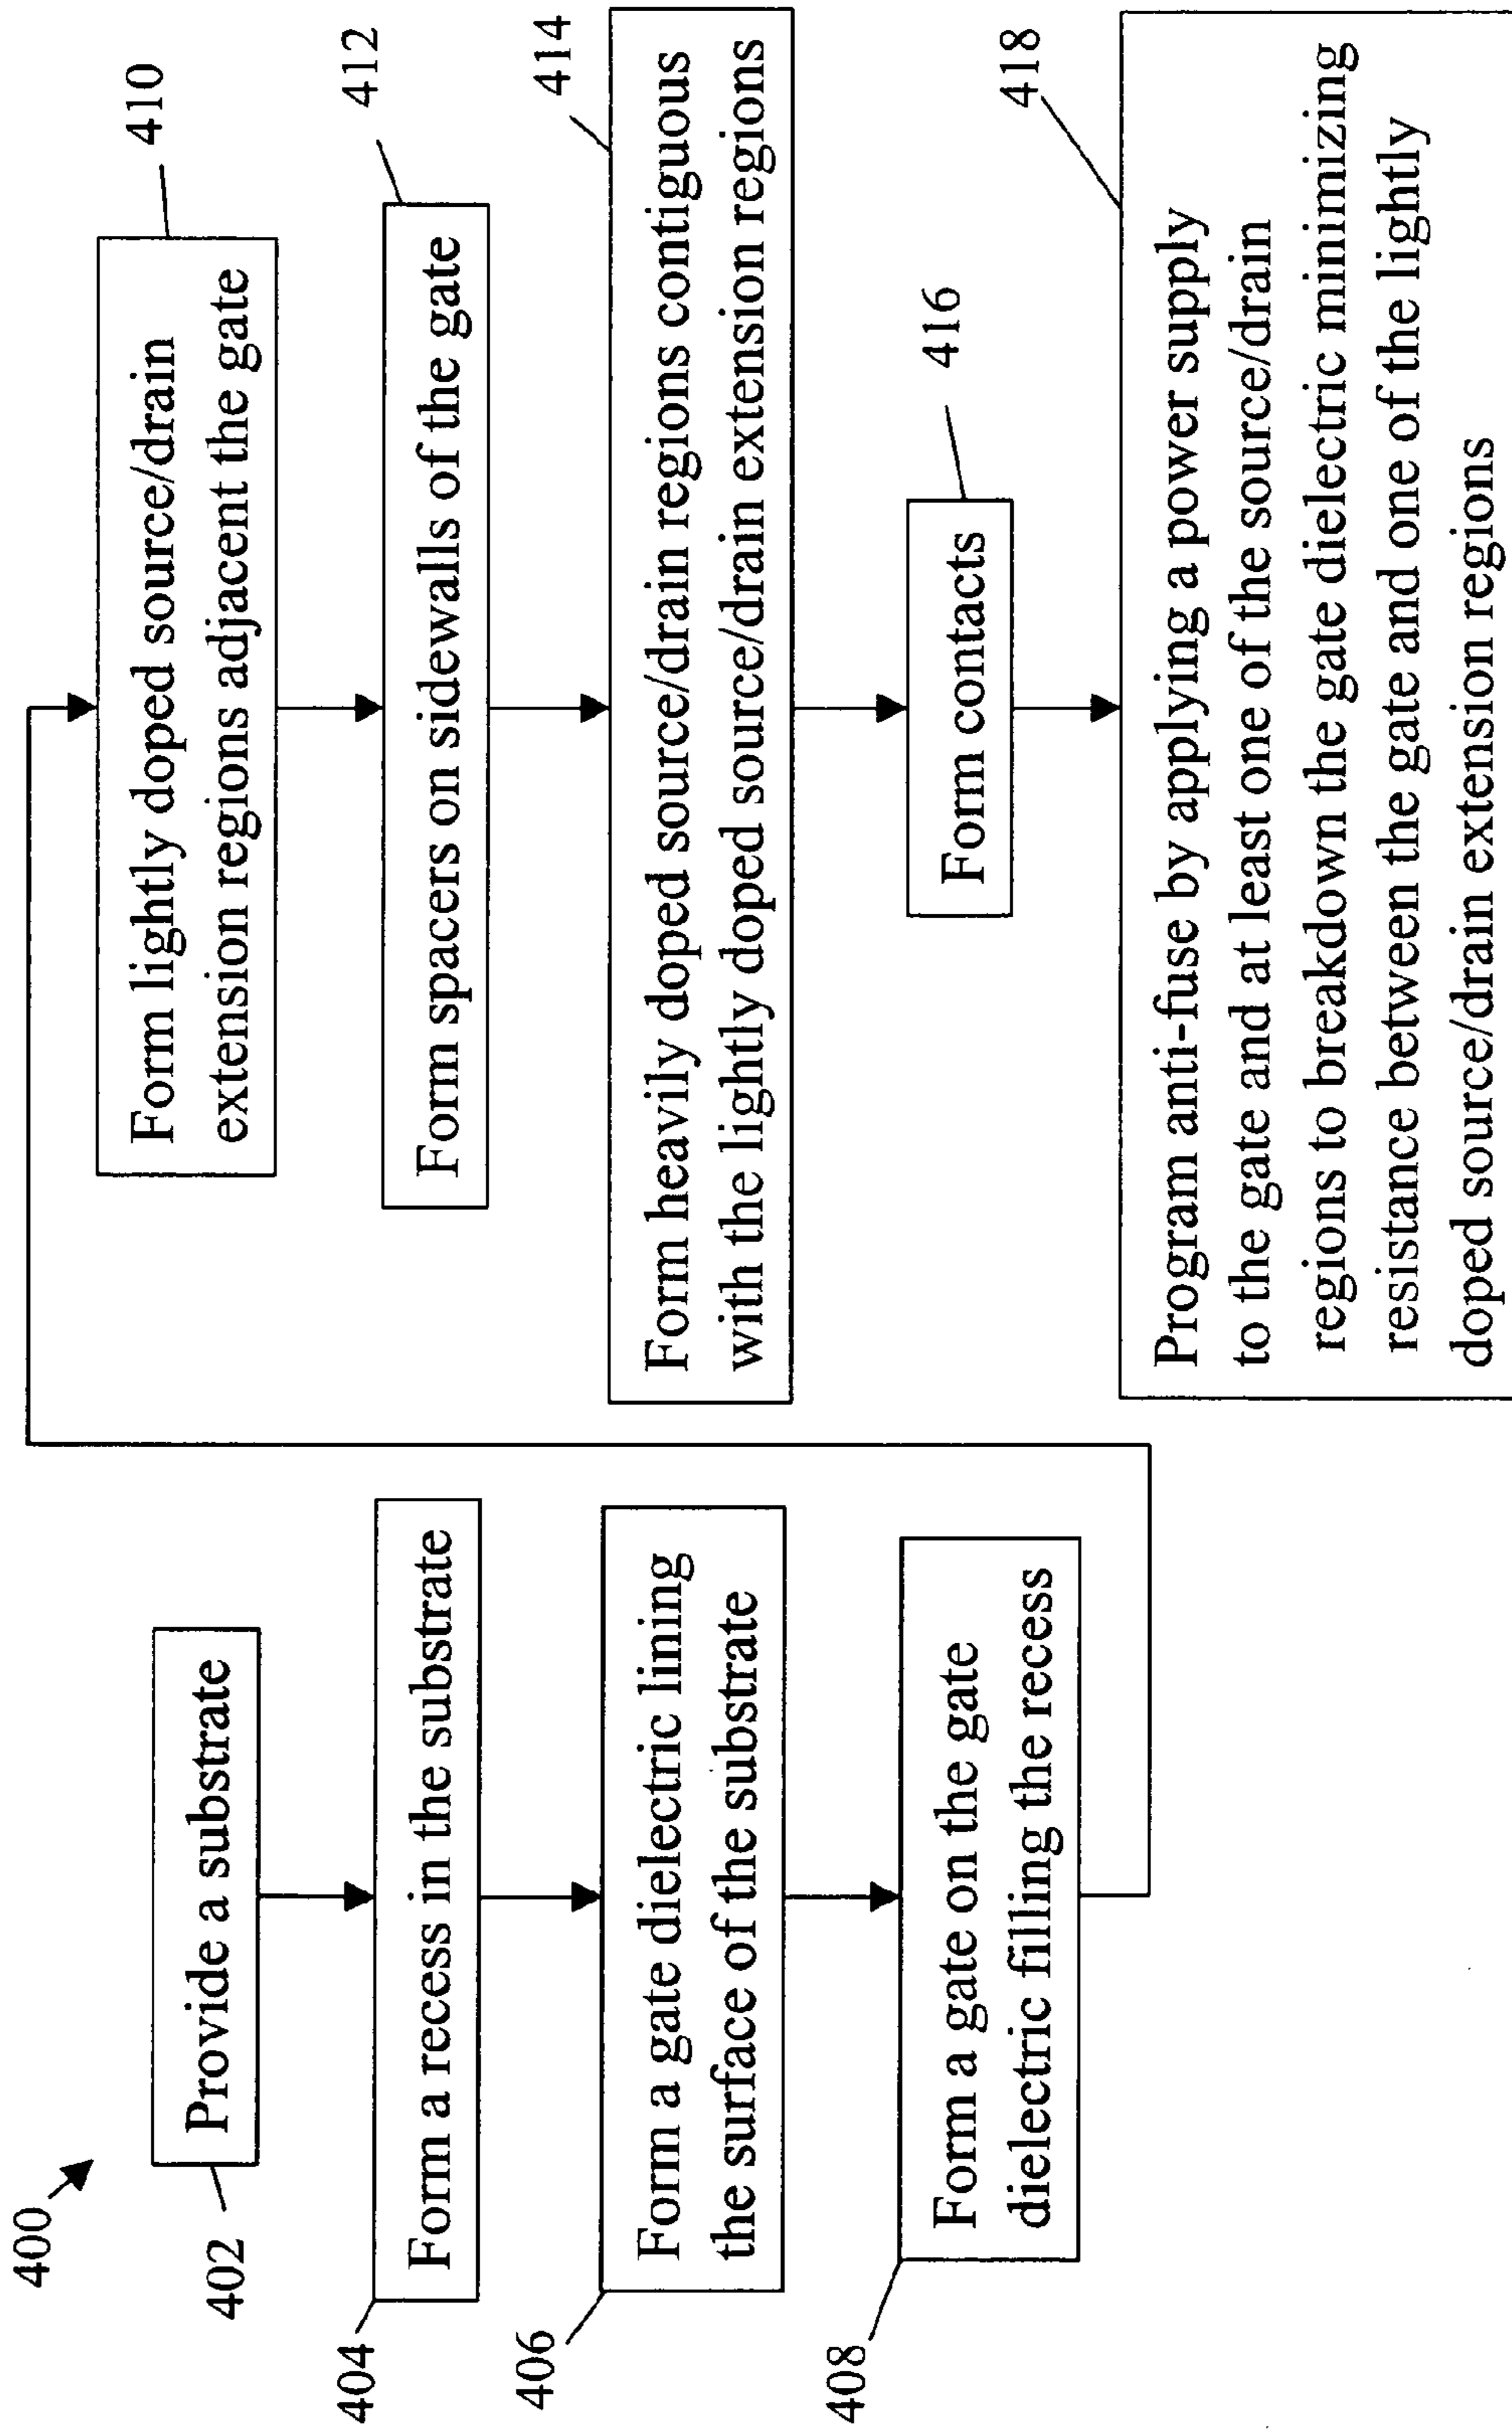 400
402
Provide a substrate
404
Form a recess in the substrate
406
Form a gate dielectric lining
the surface of the substrate
408
Form a gate on the gate
dielectric filling the recess
410
Form lightly doped source/drain
extension regions adjacent the gate
412
Form spacers on sidewalls of the gate
414
Form heavily doped source/drain regions contiguous
with the lightly doped source/drain extension regions
416
Form contacts
418
Program anti-fuse by applying a power supply
to the gate and at least one of the source/drain
regions to breakdown the gate dielectric minimizing
resistance between the gate and one of the lightly
doped source/drain extension regions